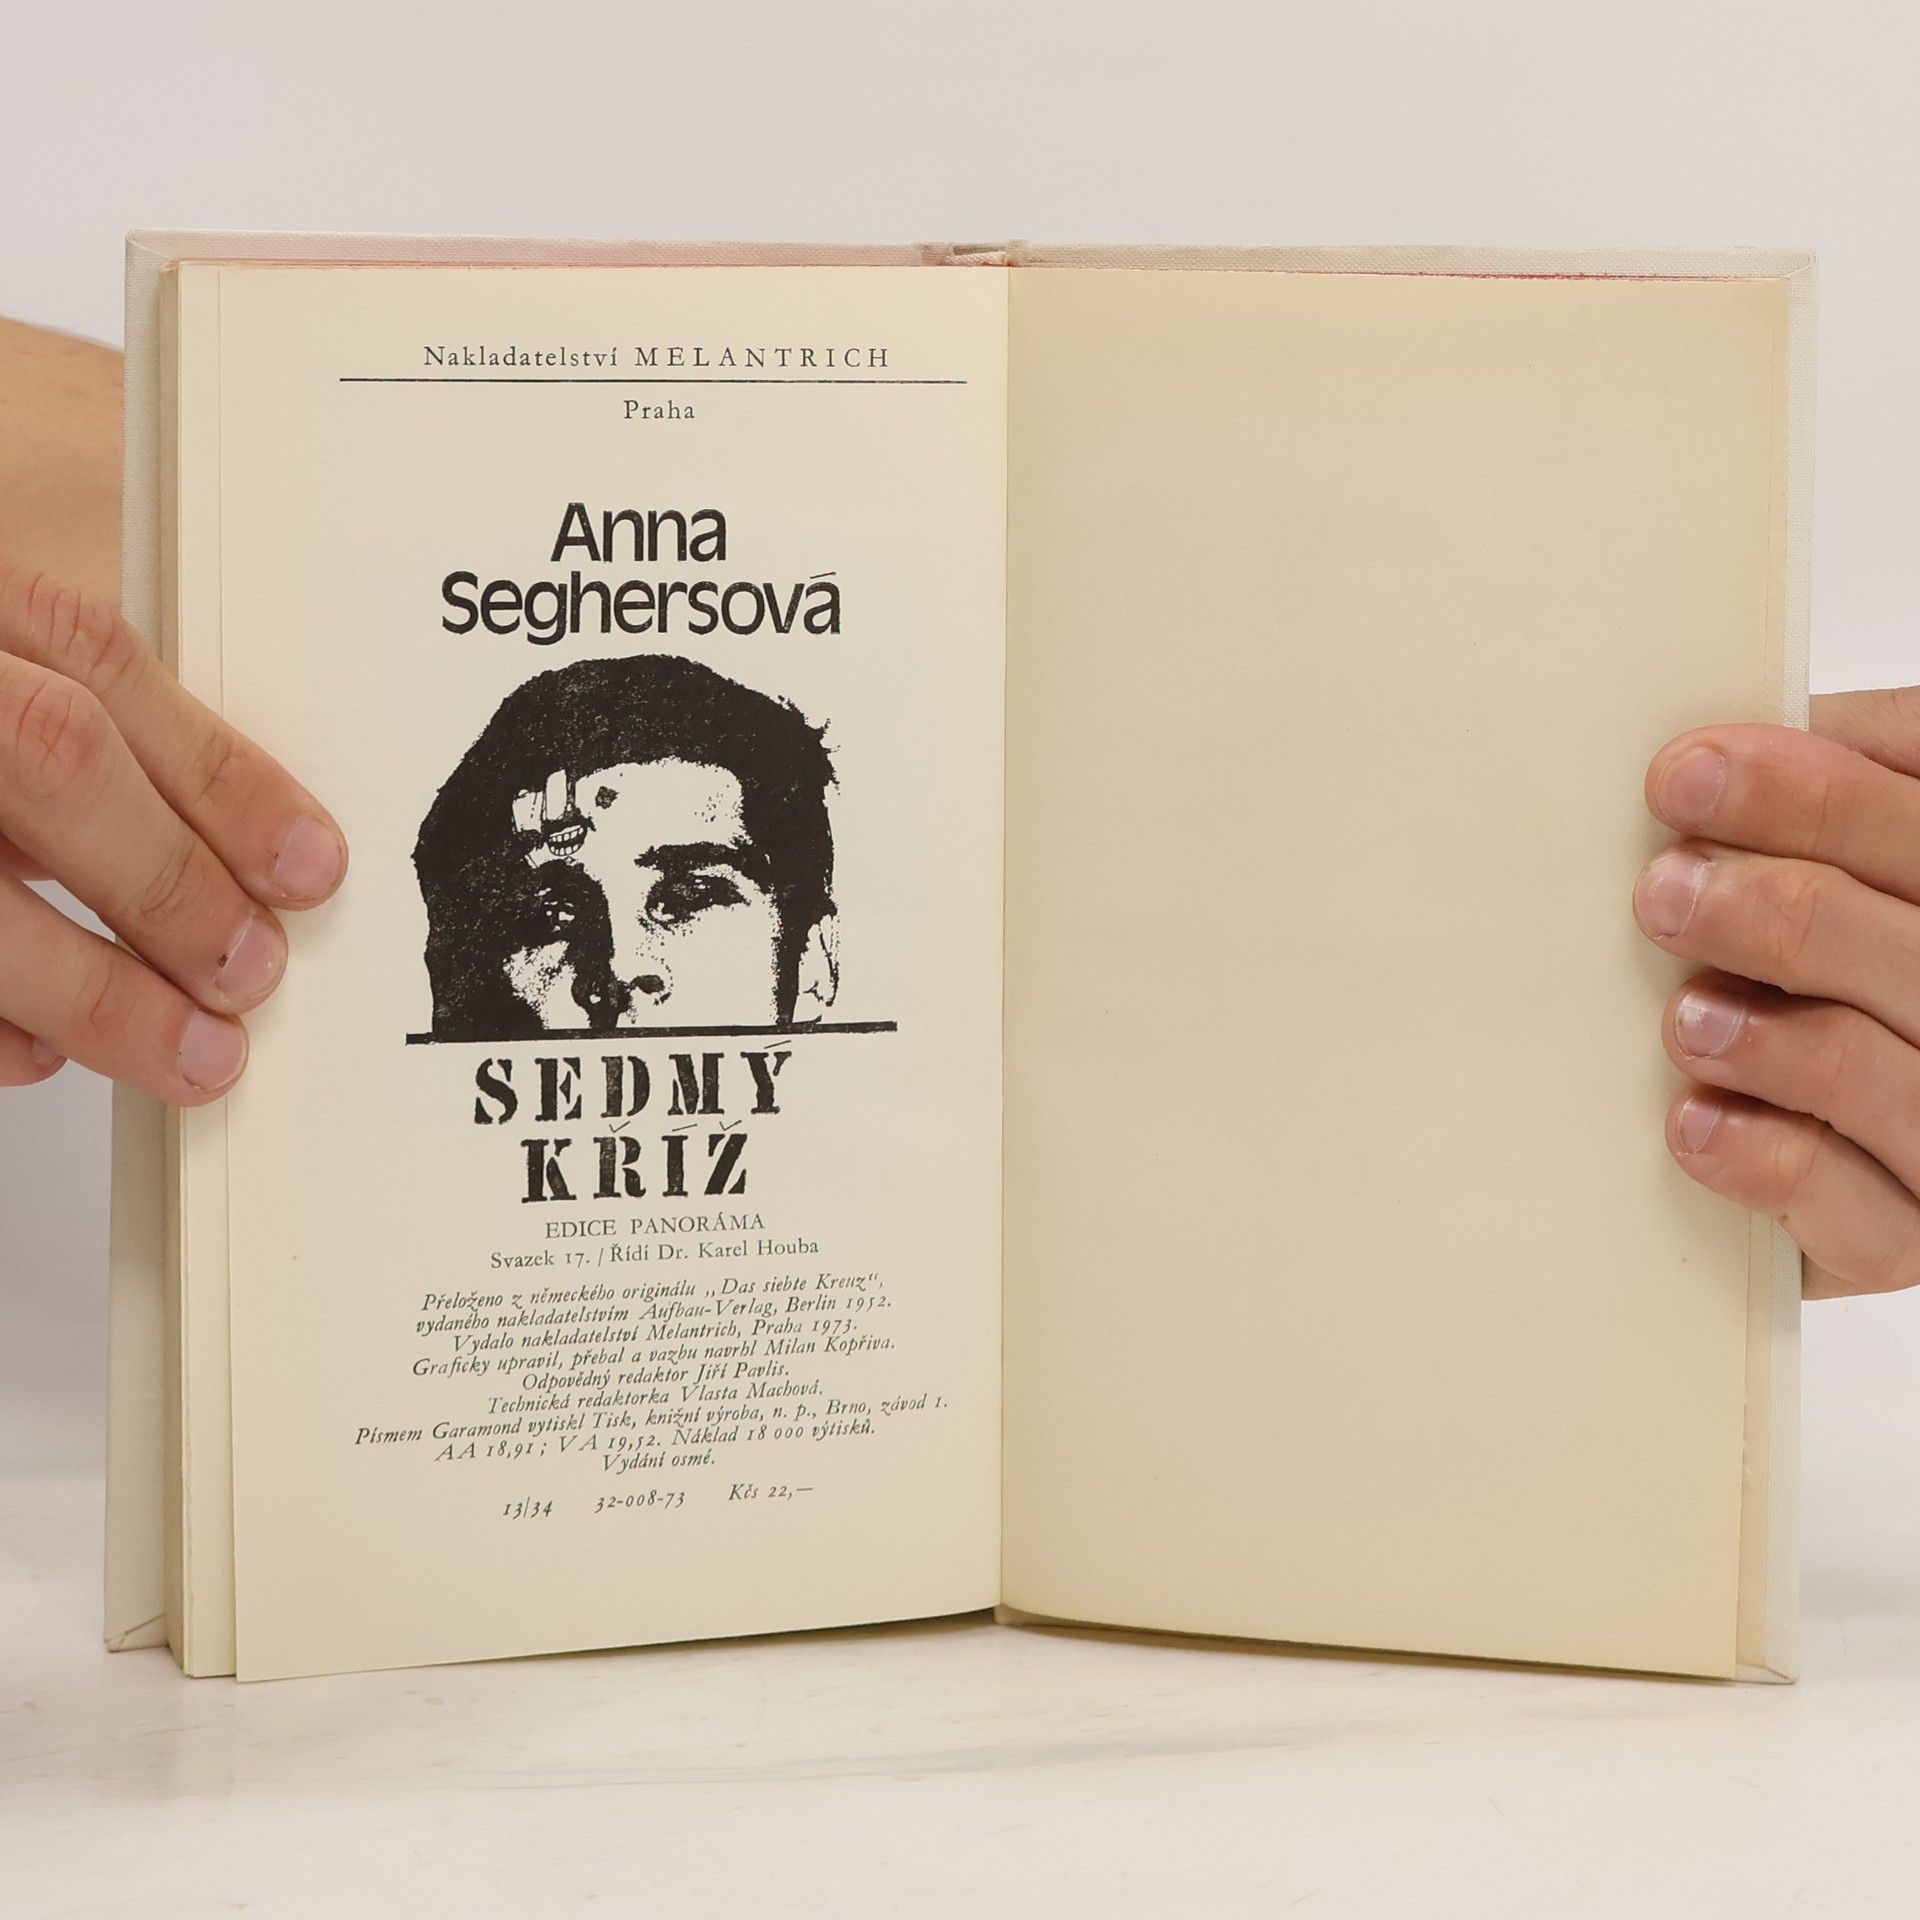 Nakladatelství MELANTRICH
Praha
Anna
Seghersová
SEDMÝ
KŘÍŽ
EDICE PANORÁMA
Svazek 17. / Řídí Dr. Karel Houba
Přeloženo z německého originálu „Das siebte Kreuz“,
vydaného nakladatelstvím Aufbau-Verlag, Berlin 1952.
Vydalo nakladatelství Melantrich, Praha 1973.
Graficky upravil, přebal a vazbu navrhl Milan Kopřiva.
Odpovědný redaktor Jiří Pavlis.
Technická redaktorka Vlasta Machová.
Písmem Garamond vytiskl Tisk, knižní výroba, n. p., Brno, závod 1.
AA 18,91; VA 19,52. Náklad 18 000 výtisků.
Vydání osmé.
13/34 32-008-73 Kčs 22,—